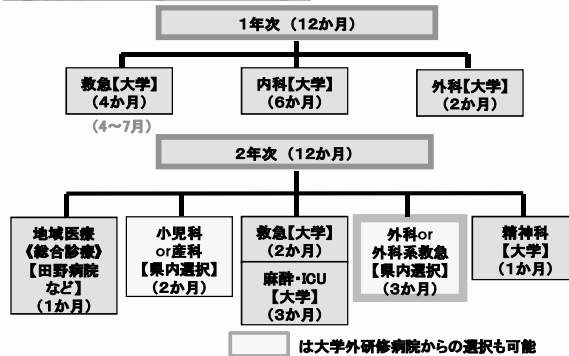 1年次（12か月）
救急【大学】
（4か月）
（4～7月）
内科【大学】
（6か月）
外科【大学】
（2か月）
2年次（12か月）
地域医療
《総合診療》
【田野病院
など】
（1か月）
小児科
or産科
【県内選択】
（2か月）
救急【大学】
（2か月）
麻酔・ICU
【大学】
（3か月）
外科or
外科系救急
【県内選択】
（3か月）
精神科
【大学】
（1か月）
は大学外研修病院からの選択も可能